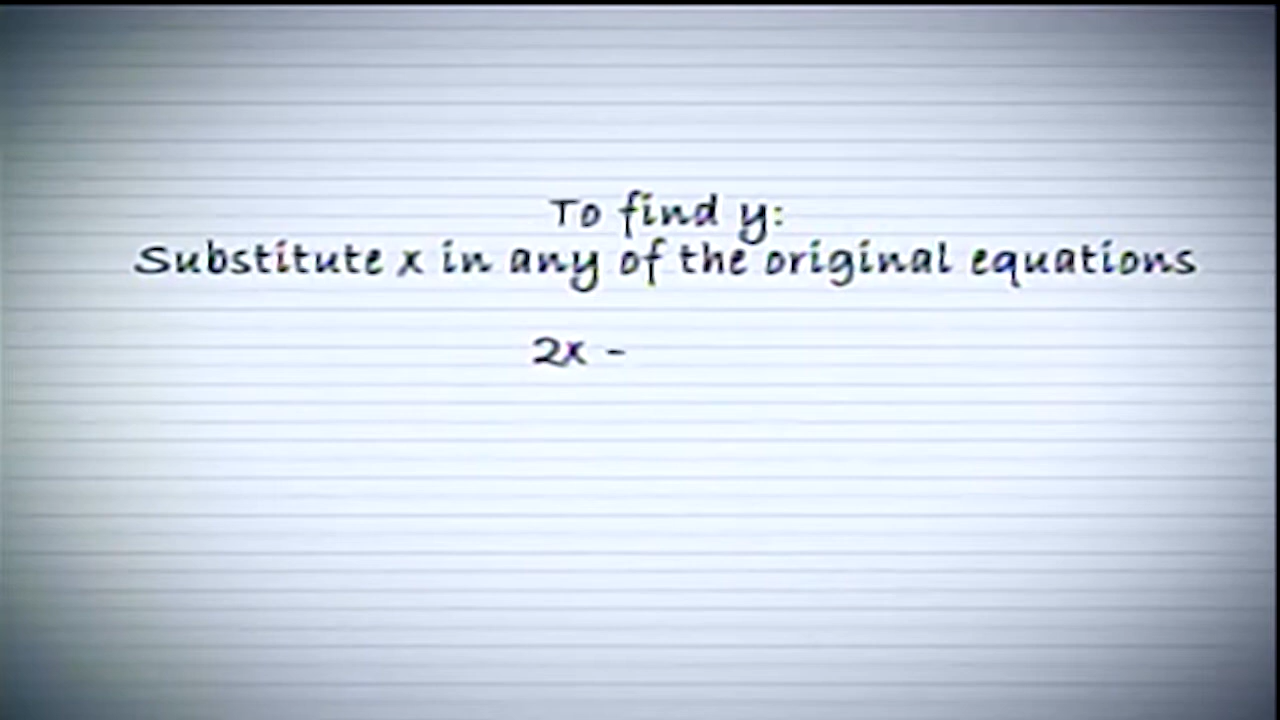 To find y:
Substitute x in any of the original equations
2x -